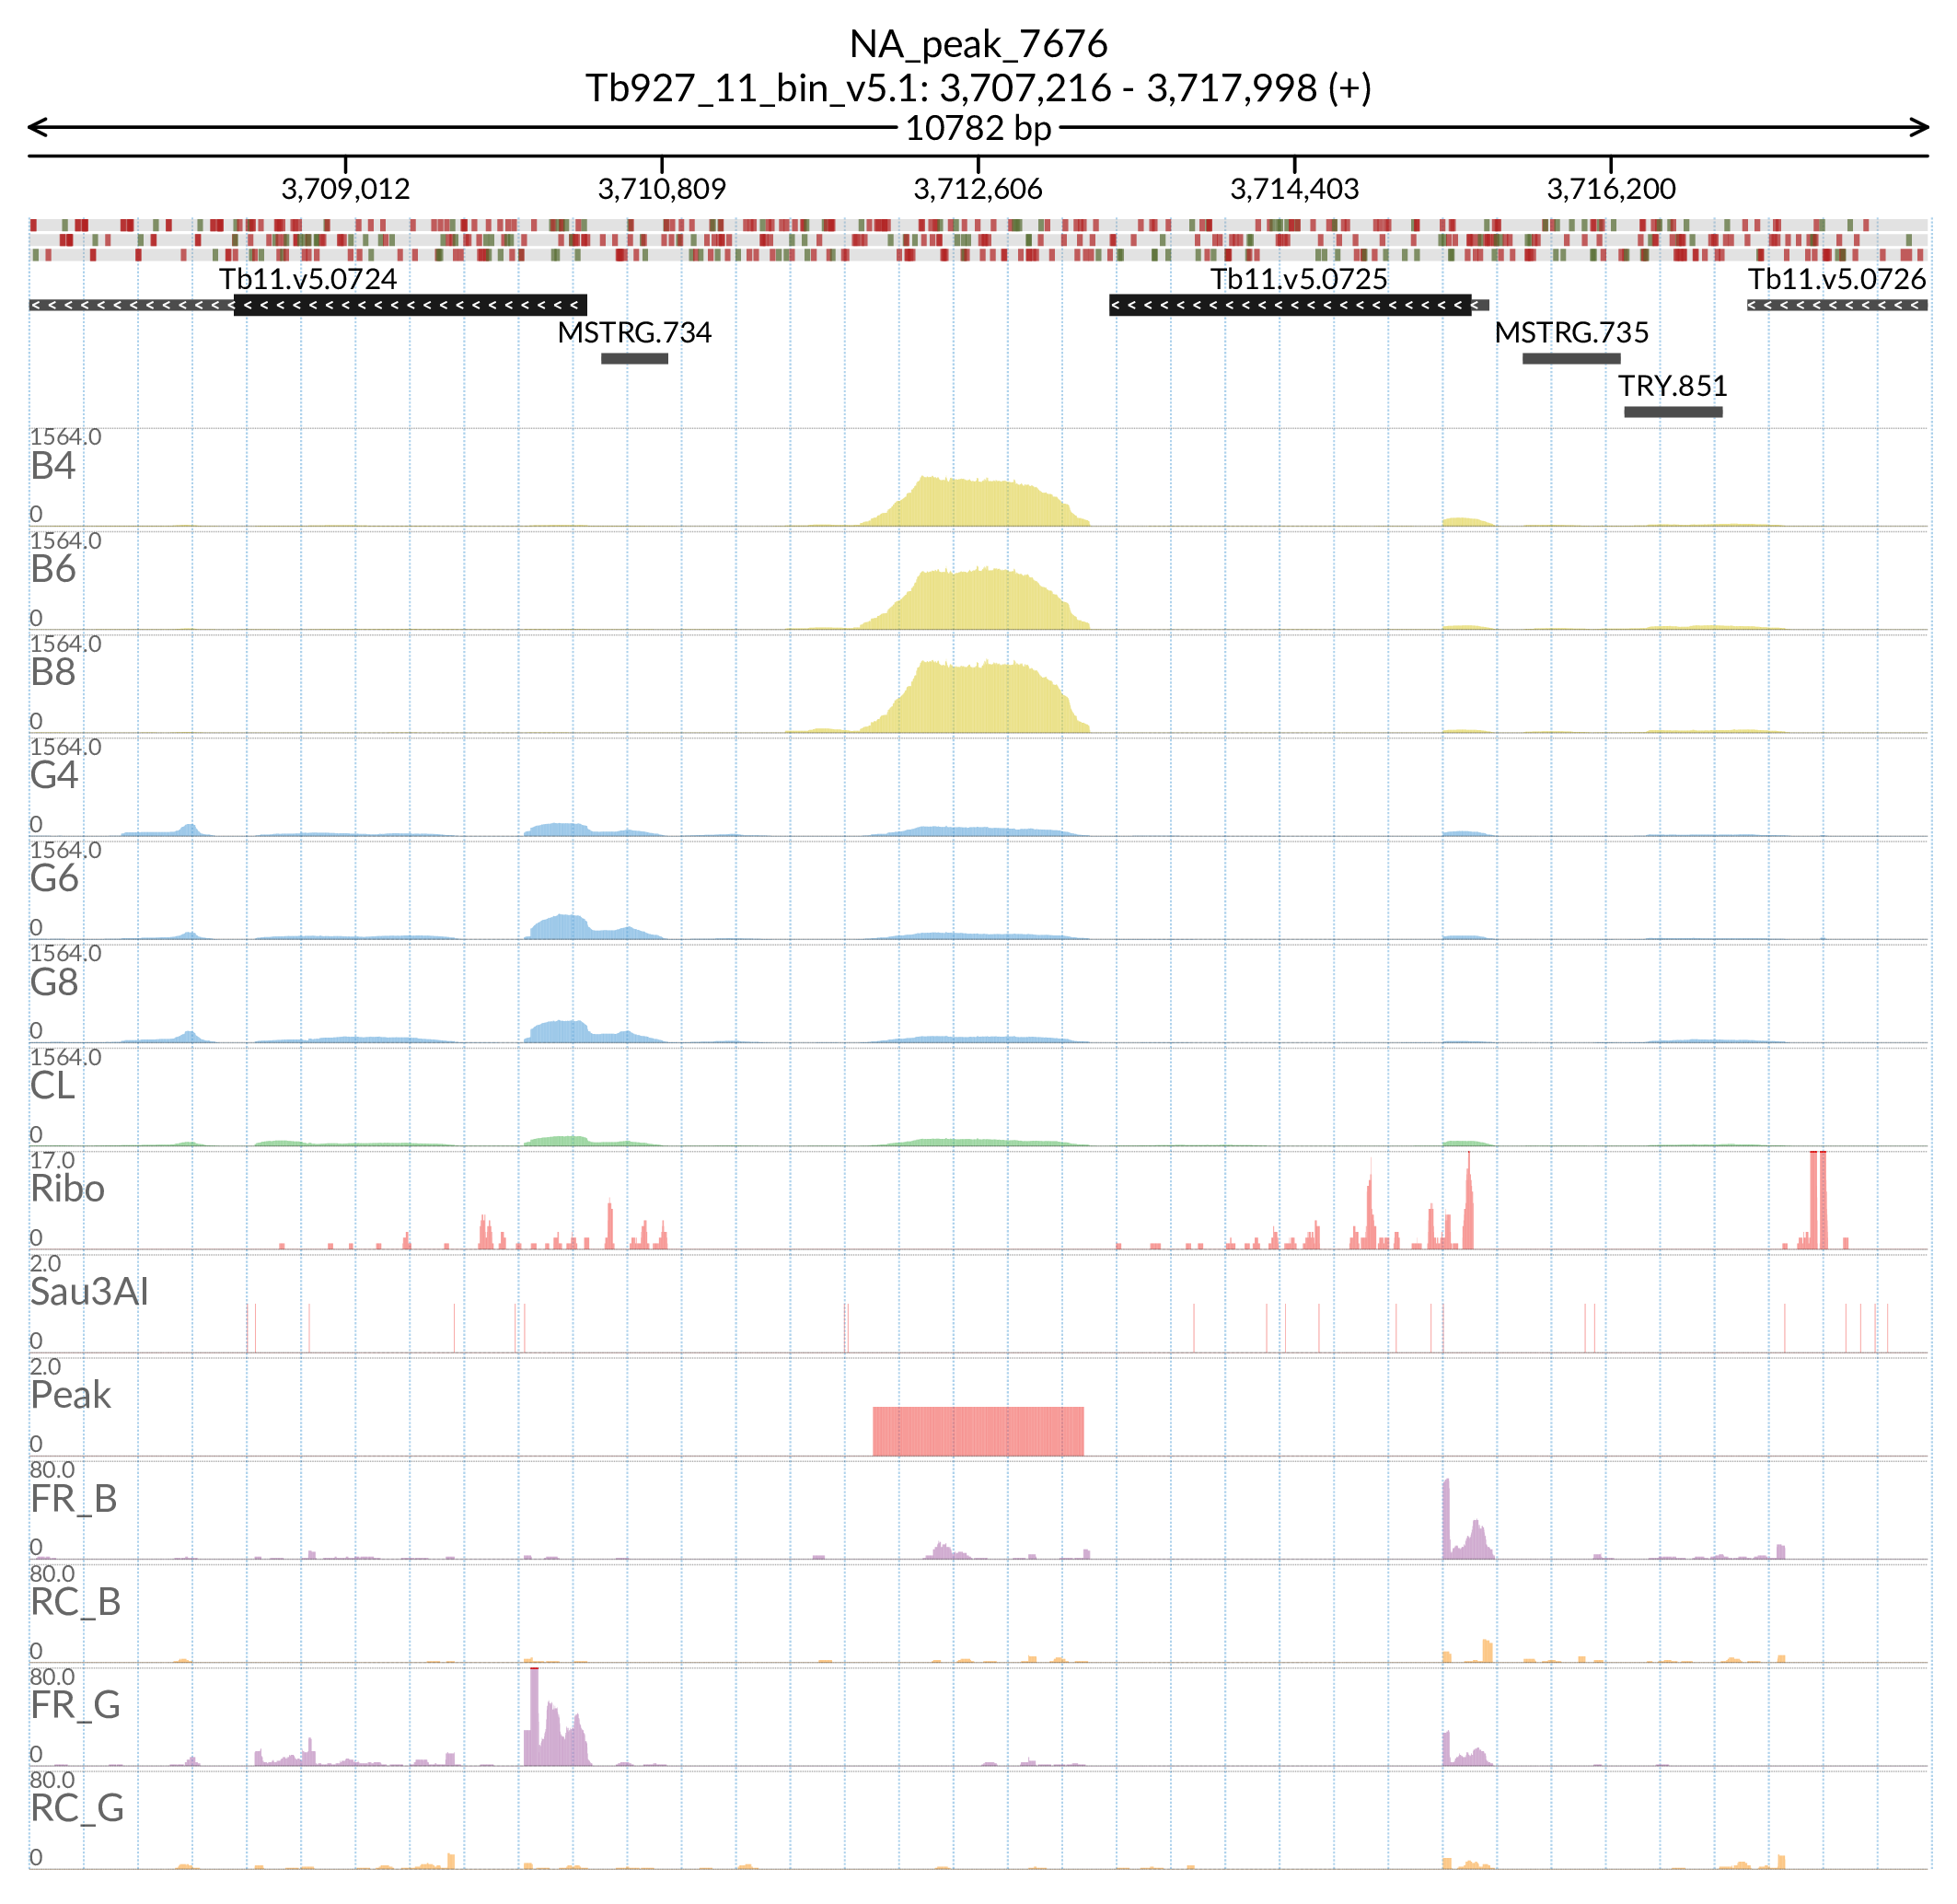 NA_peak_7676
Tb927_11_bin_v5.1: 3,707,216 - 3,717,998 (+)
10782 bp
3,709,012 3,710,809 3,712,606 3,714,403 3,716,200
Tb11.v5.0724 Tb11.v5.0725 Tb11.v5.0726
MSTRG.734 MSTRG.735
TRY.851
1564.0
B4
0
1564.0
B6
0
1564.0
B8
0
1564.0
G4
0
1564.0
G6
0
1564.0
G8
0
1564.0
CL
0
17.0
Ribo
0
2.0
Sau3AI
0
2.0
Peak
0
80.0
FR_B
0
80.0
RC_B
0
80.0
FR_G
0
80.0
RC_G
0